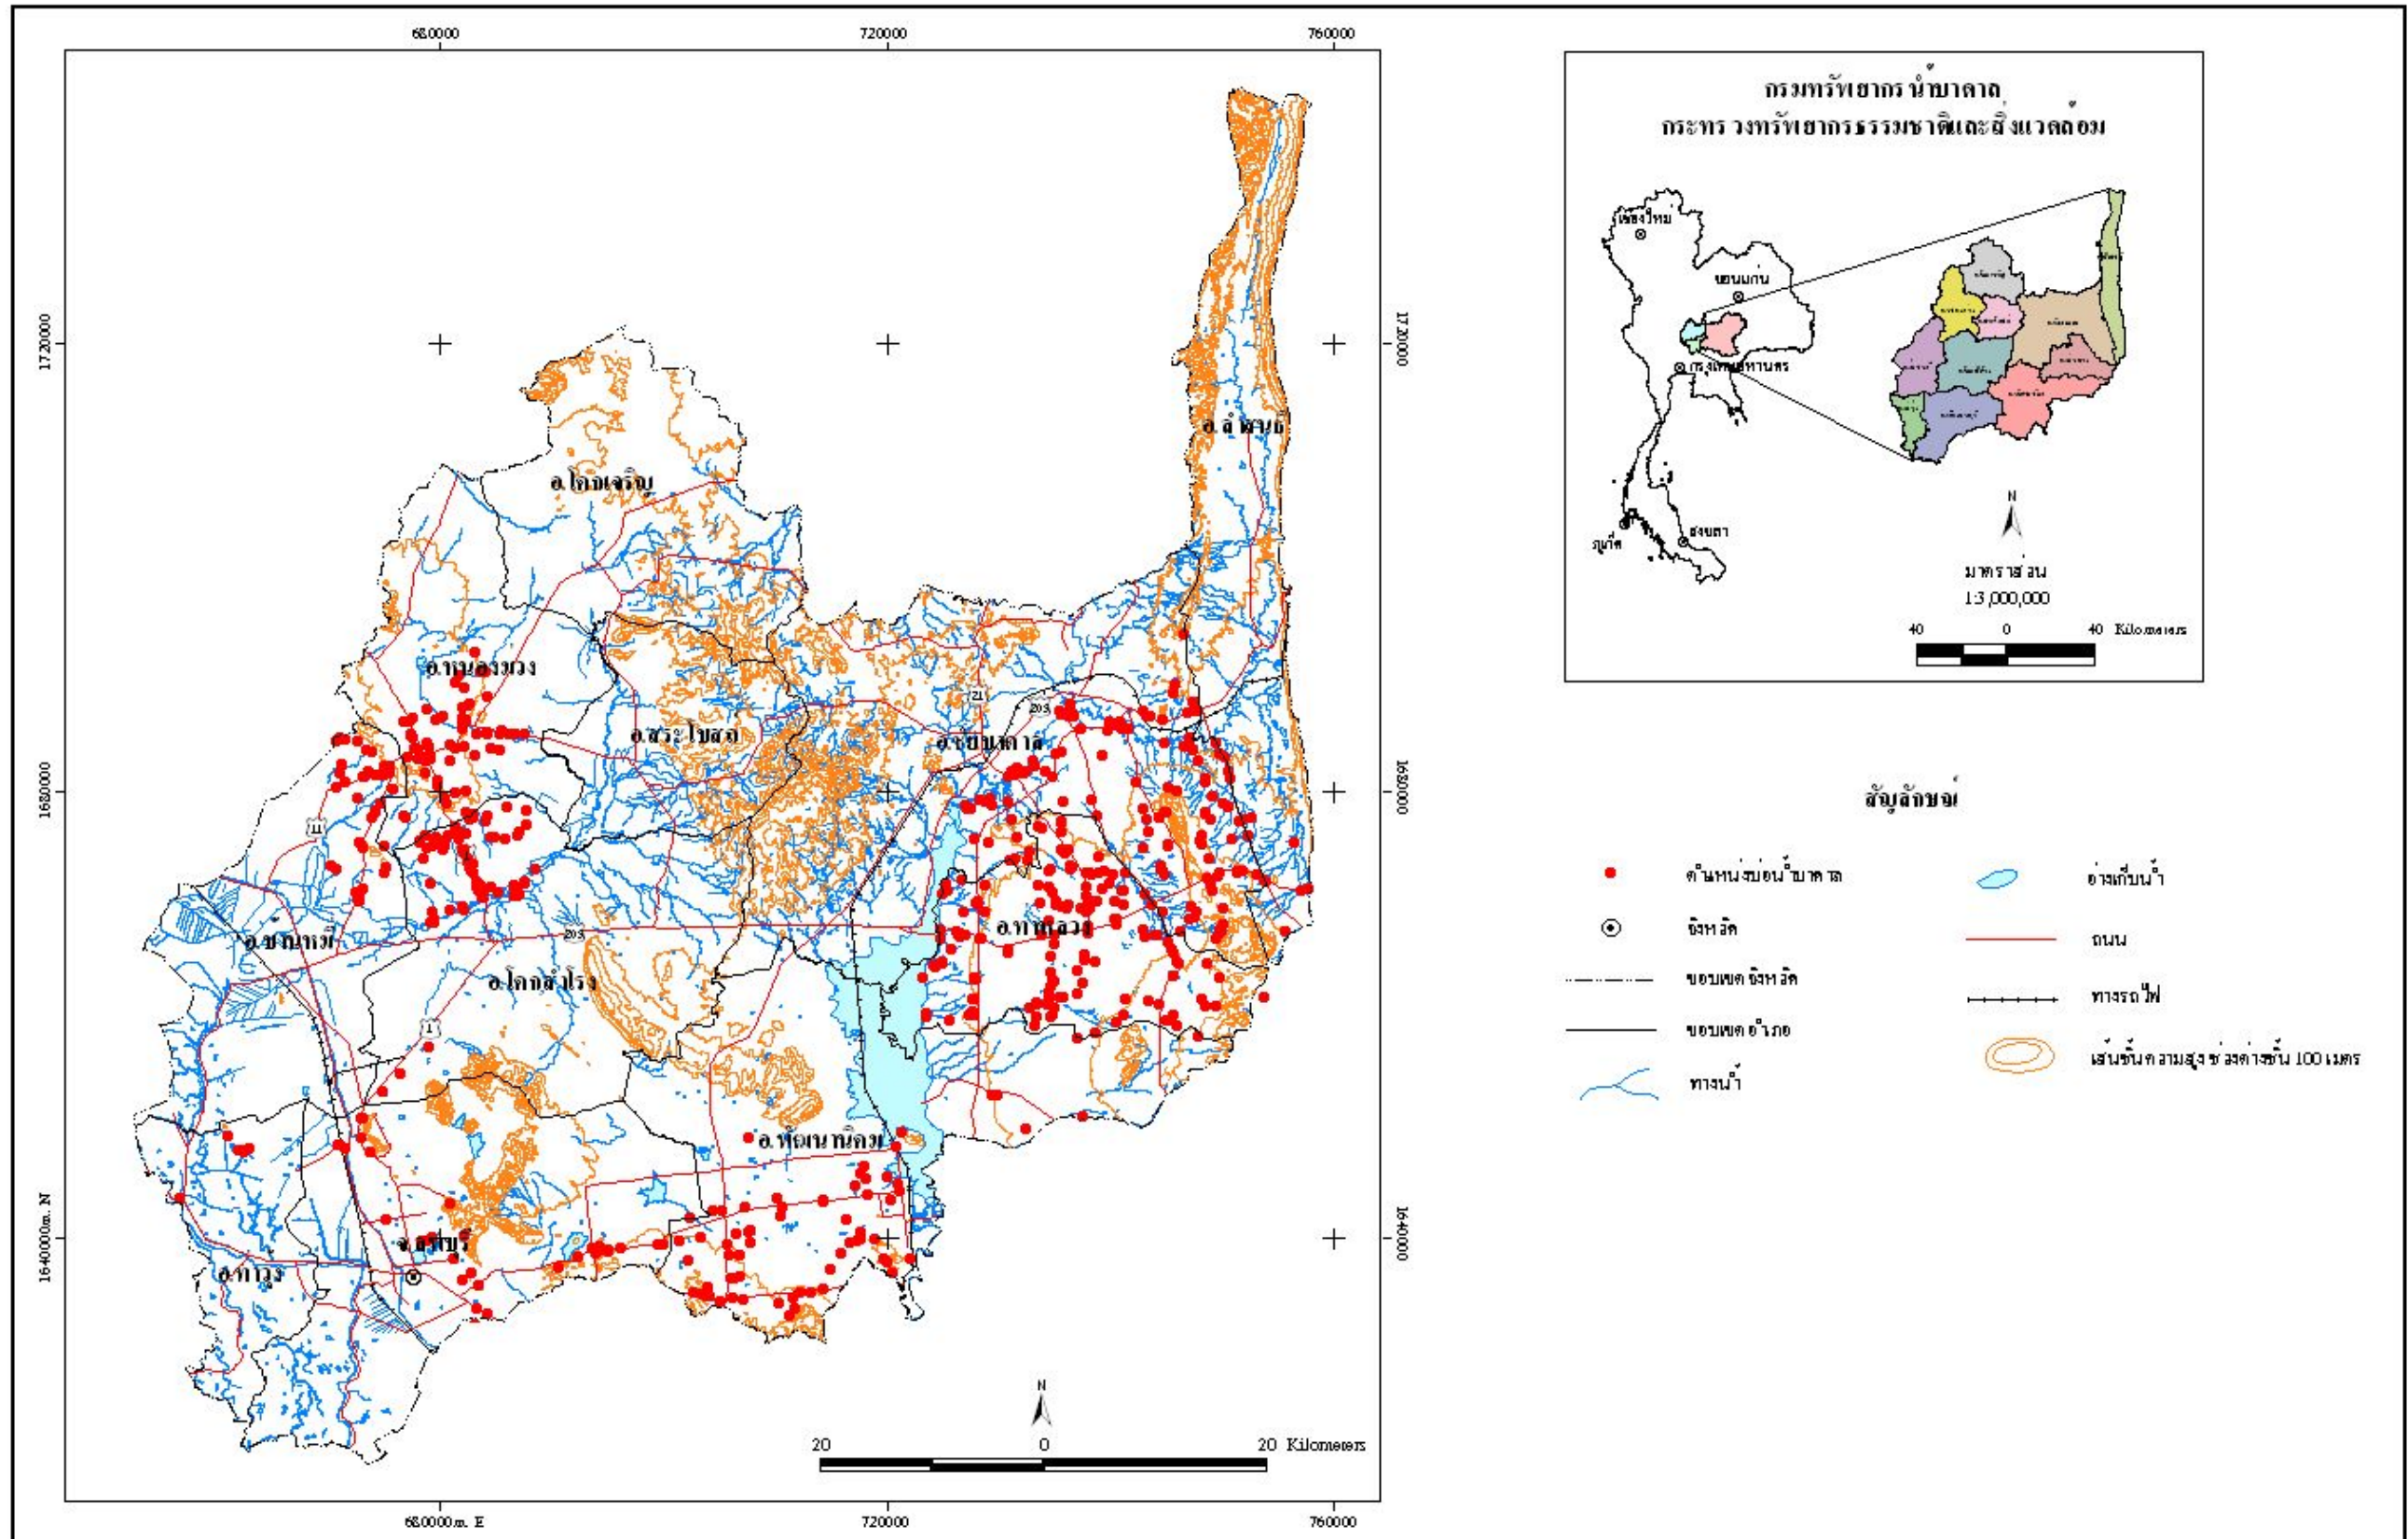 680000
720000
760000
1720000
1720000
อ.ลำสนธิ
อ.โคกเจริญ
อ.หนองม่วง
21
203
อ.สระโบสถ์
อ.ชัยบาดาล
1680000
1680000
11
อ.ท่าหลวง
อ.บ้านหมี่
203
อ.โคกสำโรง
1
อ.พัฒนานิคม
1640000m. N
1640000
จ.ลพบุรี
อ.ท่าวุ้ง
N
20 0 20 Kilometers
680000m. E
720000
760000
กรมทรัพยากรน้ำบาดาล
กระทรวงทรัพยากรธรรมชาติและสิ่งแวดล้อม
เชียงใหม่
ขอนแก่น
กรุงเทพมหานคร
สงขลา
ภูเก็ต
N
มาตราส่วน
1:3,000,000
40 0 40 Kilometers
สัญลักษณ์
ตำแหน่งบ่อน้ำบาดาล
อ่างเก็บน้ำ
จังหวัด
ถนน
ขอบเขตจังหวัด
ทางรถไฟ
ขอบเขตอำเภอ
เส้นชั้นความสูง ช่วงต่างชั้น 100 เมตร
ทางน้ำ